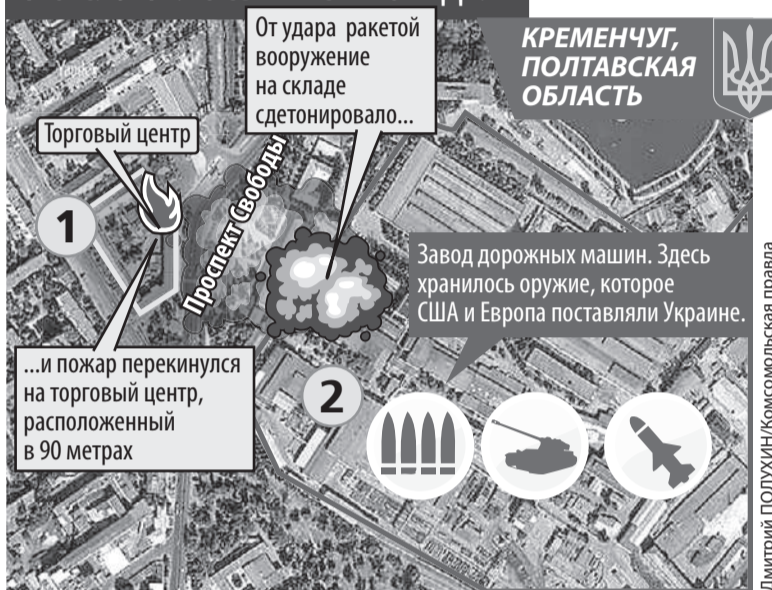 От удара ракетой
вооружение
на складе
сдетонировало...
КРЕМЕНЧУГ,
ПОЛТАВСКАЯ
ОБЛАСТЬ
Торговый центр
1
Проспект Свободы
Завод дорожных машин. Здесь
хранилось оружие, которое
США и Европа поставляли Украине.
...и пожар перекинулся
на торговый центр,
расположенный
в 90 метрах
2
Дмитрий ПОЛУХИН/Комсомольская правда